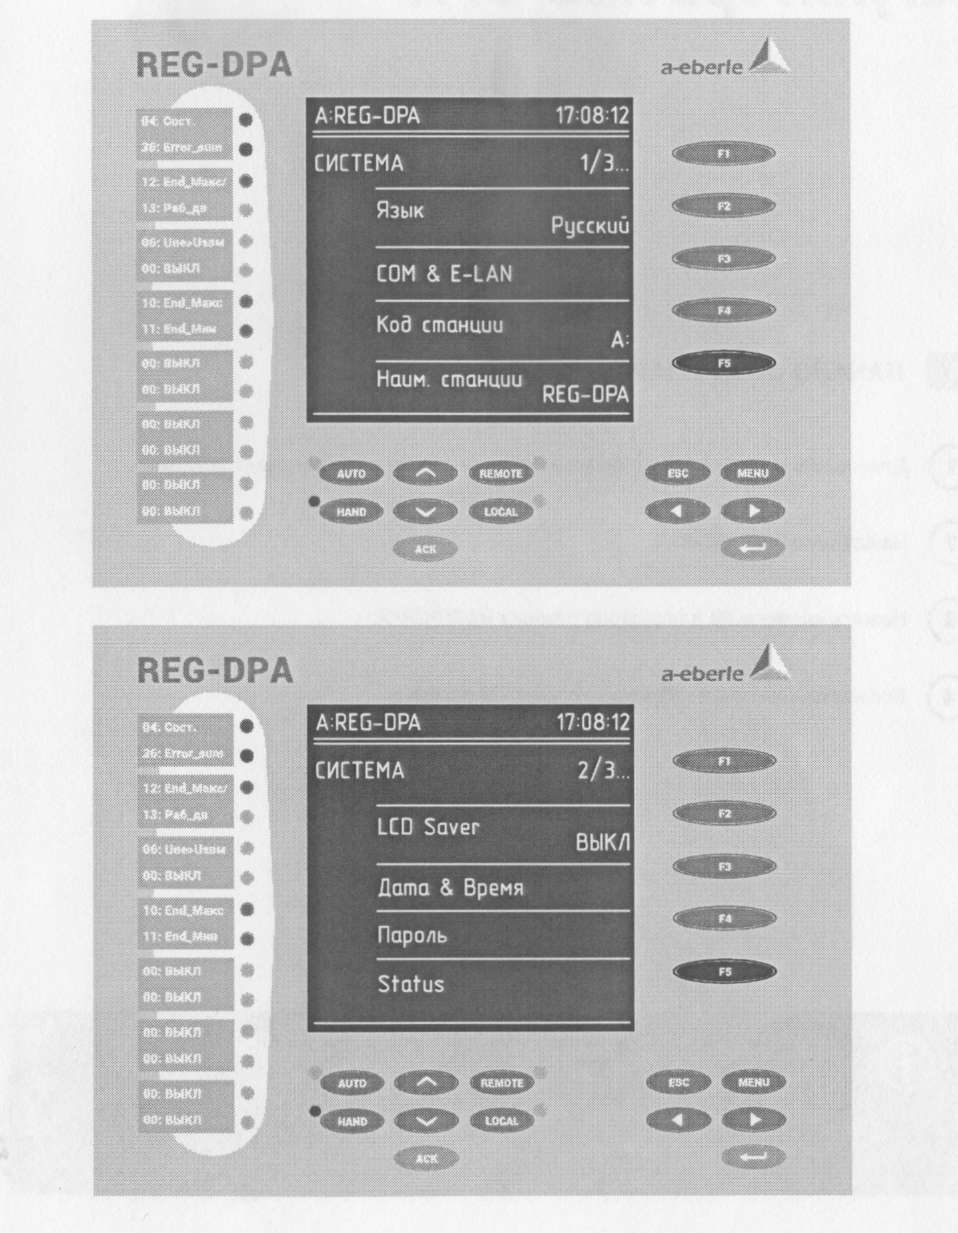 REG-DPA
a-eberle
04: Сост.
26: Error_sum
12: End_Макс/
13: Раб_дв
06: Uне>Uизм
00: ВЫКЛ
10: End_Макс
11: End_Мин
00: ВЫКЛ
00: ВЫКЛ
00: ВЫКЛ
00: ВЫКЛ
00: ВЫКЛ
00: ВЫКЛ
A:REG-DPA 17:08:12
СИСТЕМА 1/3...
Язык
Русский
COM & E-LAN
Код станции
A:
Наим. станции
REG-DPA
F1
F2
F3
F4
F5
AUTO REMOTE ESC MENU
HAND LOCAL
ACK
REG-DPA
a-eberle
04: Сост.
26: Error_sum
12: End_Макс/
13: Раб_дв
06: Uне>Uизм
00: ВЫКЛ
10: End_Макс
11: End_Мин
00: ВЫКЛ
00: ВЫКЛ
00: ВЫКЛ
00: ВЫКЛ
00: ВЫКЛ
00: ВЫКЛ
A:REG-DPA 17:08:12
СИСТЕМА 2/3...
LCD Saver
ВЫКЛ
Дата & Время
Пароль
Status
F1
F2
F3
F4
F5
AUTO REMOTE ESC MENU
HAND LOCAL
ACK